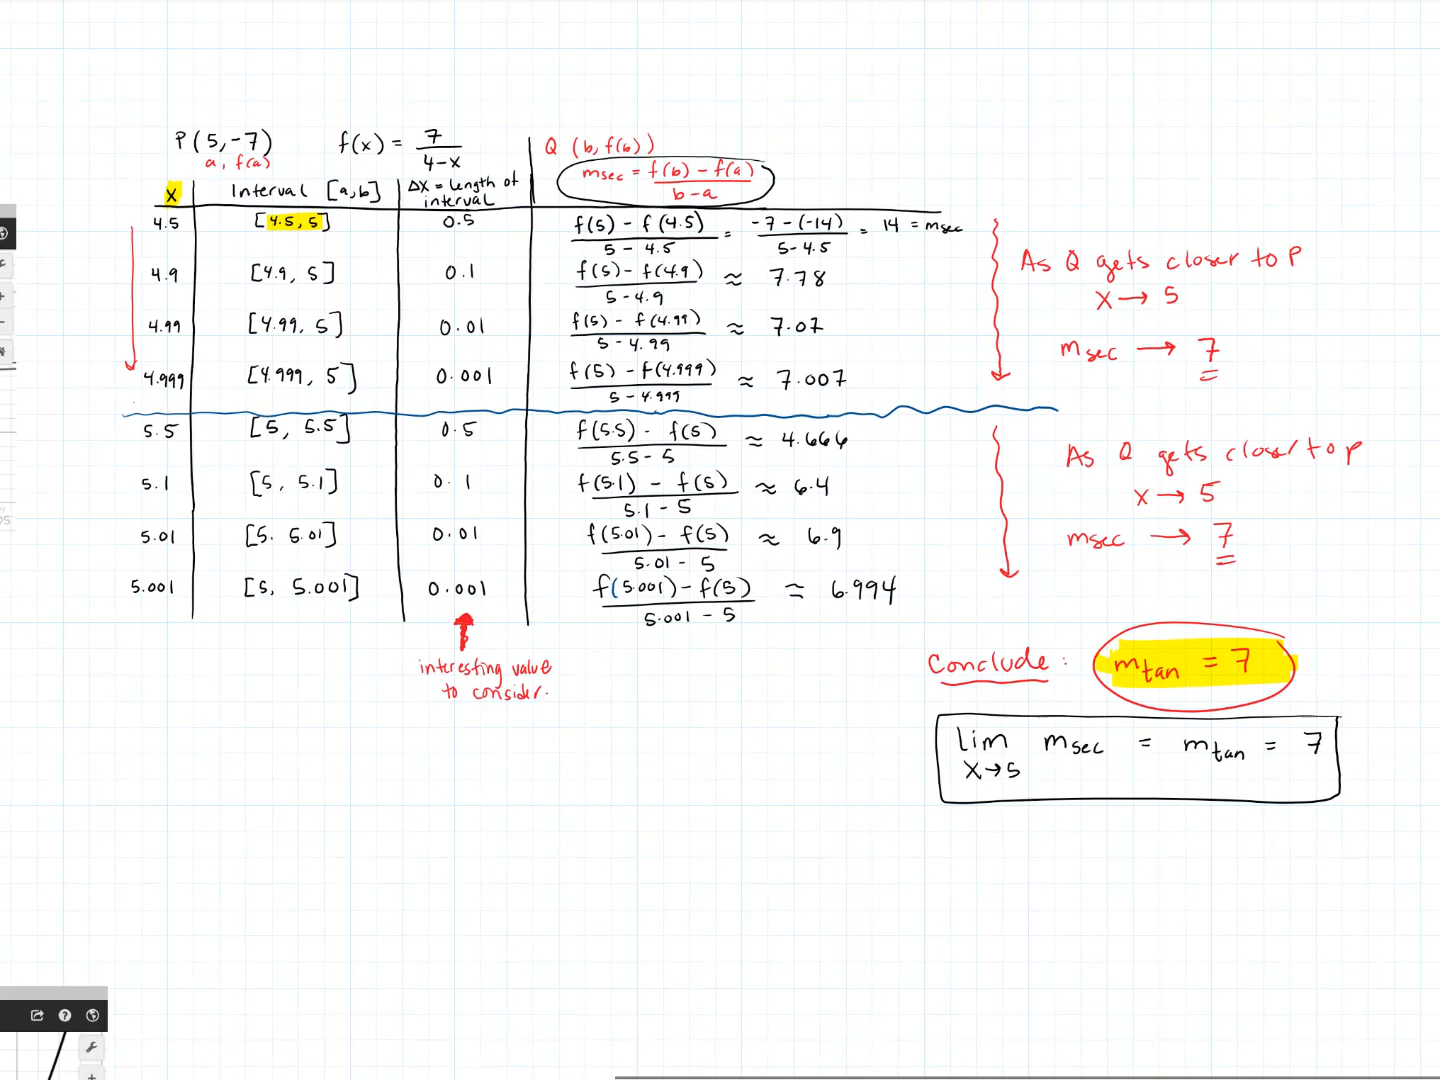 P(5,-7) f(x) = 7/(4-x) Q (b, f(b))
a, f(a)
msec = (f(b) - f(a))/(b-a)
x Interval [a,b] Δx = length of interval
4.5 [4.5, 5] 0.5 (f(5) - f(4.5))/(5 - 4.5) = (-7-(-14))/(5-4.5) = 14 = msec
4.9 [4.9, 5] 0.1 (f(5) - f(4.9))/(5 - 4.9) ≈ 7.78
4.99 [4.99, 5] 0.01 (f(5) - f(4.99))/(5 - 4.99) ≈ 7.07
4.999 [4.999, 5] 0.001 (f(5) - f(4.999))/(5 - 4.999) ≈ 7.007
As Q gets closer to P
x → 5
msec → 7
5.5 [5, 5.5] 0.5 (f(5.5) - f(5))/(5.5 - 5) ≈ 4.666
5.1 [5, 5.1] 0.1 (f(5.1) - f(5))/(5.1 - 5) ≈ 6.4
5.01 [5. 5.01] 0.01 (f(5.01) - f(5))/(5.01 - 5) ≈ 6.9
5.001 [5, 5.001] 0.001 (f(5.001) - f(5))/(5.001 - 5) ≈ 6.994
As Q gets closer to P
x → 5
msec → 7
interesting value
to consider.
Conclude: mtan = 7
lim msec = mtan = 7
x→5